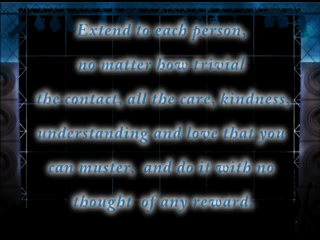 Extend to each person,
no matter how trivial
the contact, all the care, kindness,
understanding and love that you
can muster, and do it with no
thought of any reward.